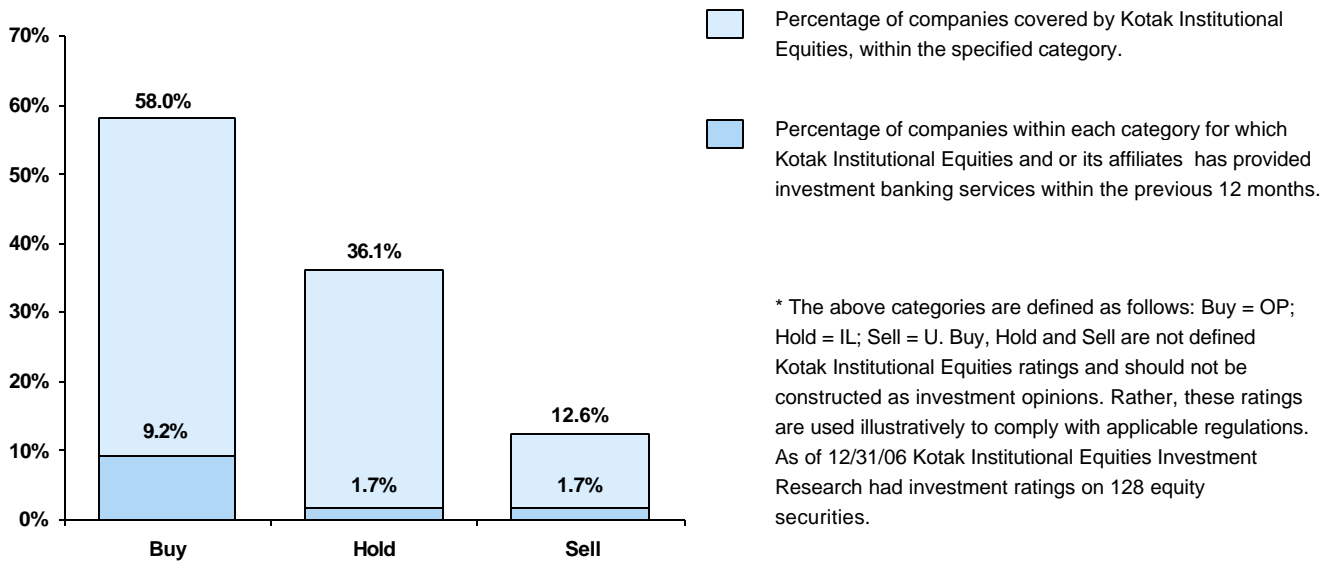 70%
60%
50%
40%
30%
20%
10%
0%
58.0%
9.2%
36.1%
1.7%
12.6%
1.7%
Buy
Hold
Sell
Percentage of companies covered by Kotak Institutional
Equities, within the specified category.
Percentage of companies within each category for which
Kotak Institutional Equities and or its affiliates has provided
investment banking services within the previous 12 months.
* The above categories are defined as follows: Buy = OP;
Hold = IL; Sell = U. Buy, Hold and Sell are not defined
Kotak Institutional Equities ratings and should not be
constructed as investment opinions. Rather, these ratings
are used illustratively to comply with applicable regulations.
As of 12/31/06 Kotak Institutional Equities Investment
Research had investment ratings on 128 equity
securities.